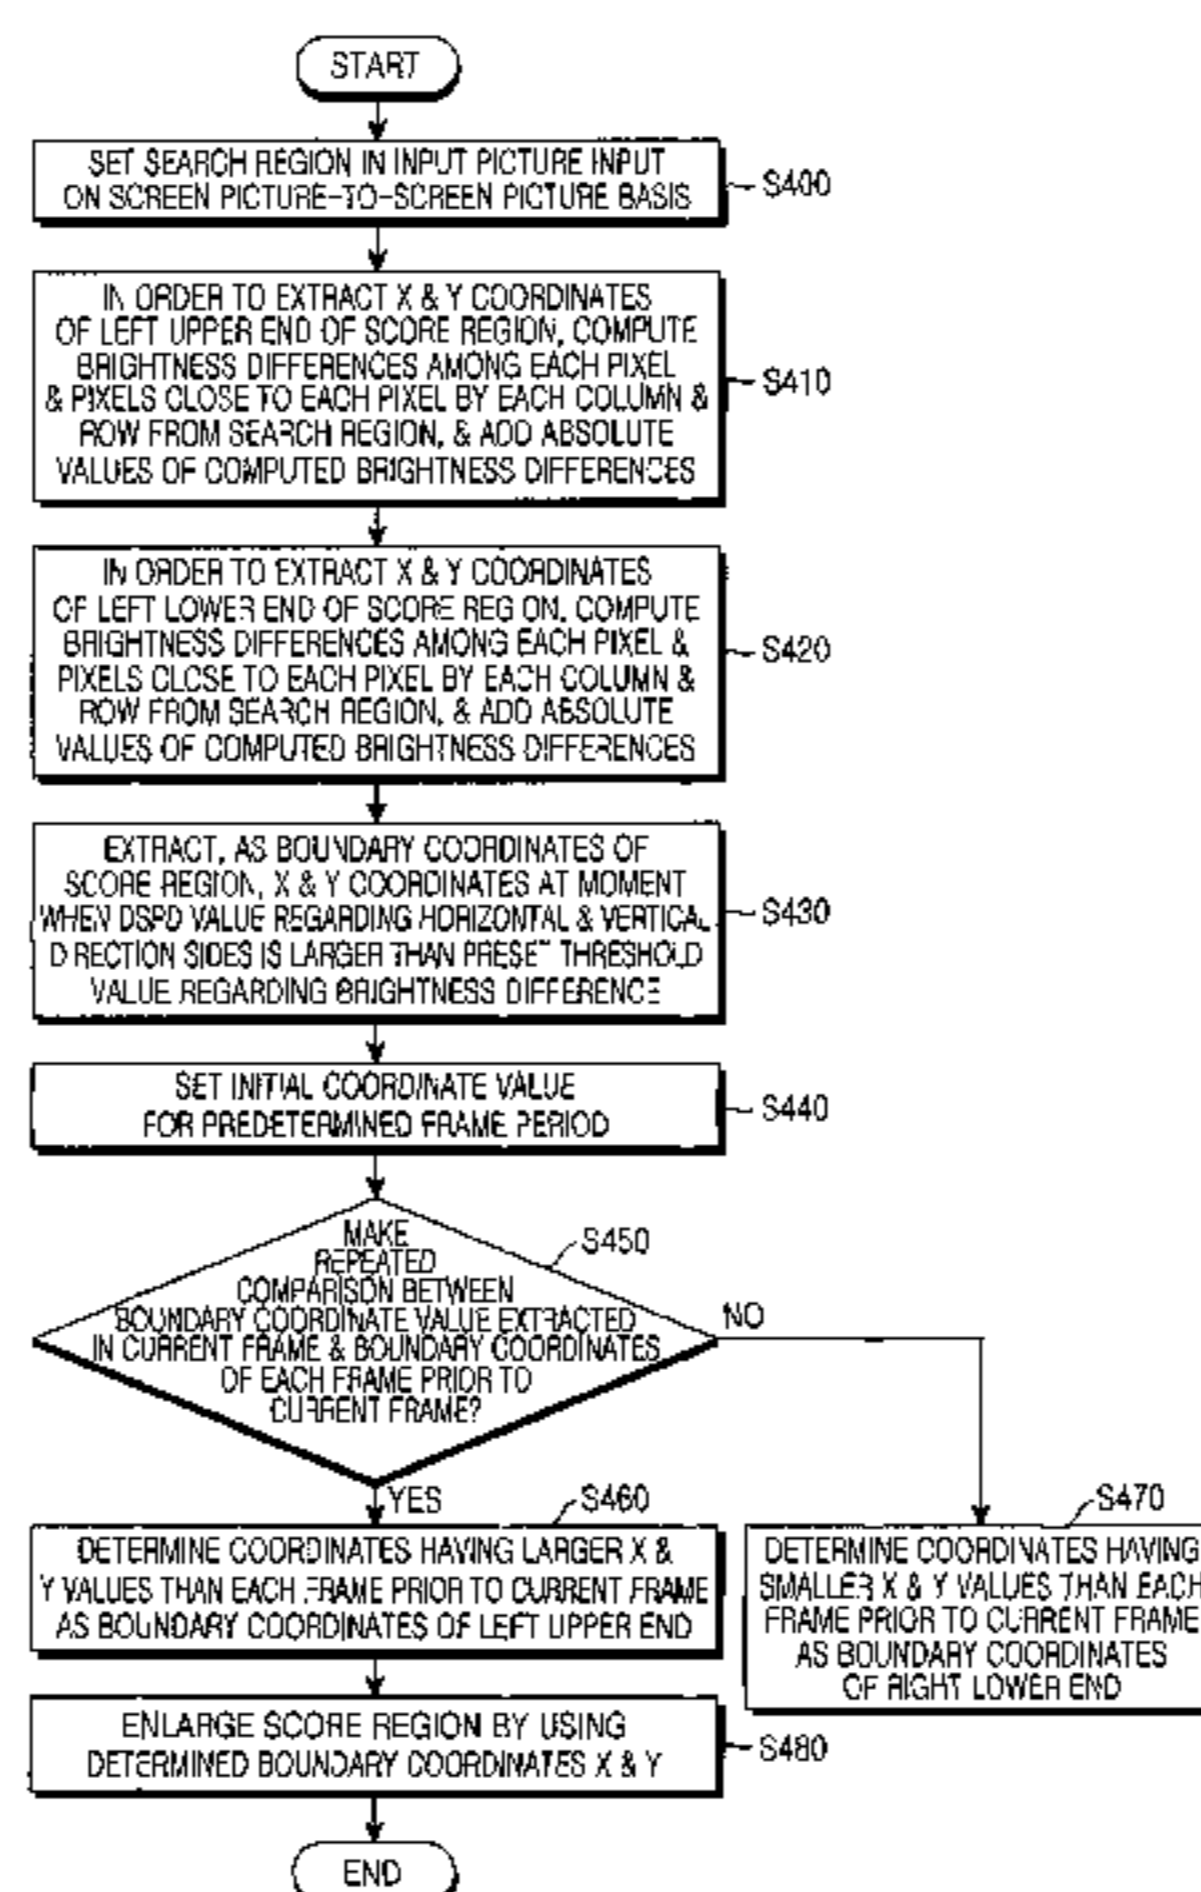 START
SET SEARCH REGION IN INPUT PICTURE INPUT
ON SCREEN PICTURE-TO-SCREEN PICTURE BASIS
S400
IN ORDER TO EXTRACT X & Y COORDINATES
OF LEFT UPPER END OF SCORE REGION, COMPUTE
BRIGHTNESS DIFFERENCES AMONG EACH PIXEL
& PIXELS CLOSE TO EACH PIXEL BY EACH COLUMN &
ROW FROM SEARCH REGION, & ADD ABSOLUTE
VALUES OF COMPUTED BRIGHTNESS DIFFERENCES
S410
IN ORDER TO EXTRACT X & Y COORDINATES
OF LEFT LOWER END OF SCORE REGION, COMPUTE
BRIGHTNESS DIFFERENCES AMONG EACH PIXEL &
PIXELS CLOSE TO EACH PIXEL BY EACH COLUMN &
ROW FROM SEARCH REGION, & ADD ABSOLUTE
VALUES OF COMPUTED BRIGHTNESS DIFFERENCES
S420
EXTRACT, AS BOUNDARY COORDINATES OF
SCORE REGION, X & Y COORDINATES AT MOMENT
WHEN DSPD VALUE REGARDING HORIZONTAL & VERTICAL
DIRECTION SIDES IS LARGER THAN PRESET THRESHOLD
VALUE REGARDING BRIGHTNESS DIFFERENCE
S430
SET INITIAL COORDINATE VALUE
FOR PREDETERMINED FRAME PERIOD
S440
MAKE
REPEATED
COMPARISON BETWEEN
BOUNDARY COORDINATE VALUE EXTRACTED
IN CURRENT FRAME & BOUNDARY COORDINATES
OF EACH FRAME PRIOR TO
CURRENT FRAME?
S450
NO
YES
S460
DETERMINE COORDINATES HAVING LARGER X &
Y VALUES THAN EACH FRAME PRIOR TO CURRENT FRAME
AS BOUNDARY COORDINATES OF LEFT UPPER END
S470
DETERMINE COORDINATES HAVING
SMALLER X & Y VALUES THAN EACH
FRAME PRIOR TO CURRENT FRAME
AS BOUNDARY COORDINATES
OF RIGHT LOWER END
ENLARGE SCORE REGION BY USING
DETERMINED BOUNDARY COORDINATES X & Y
S480
END